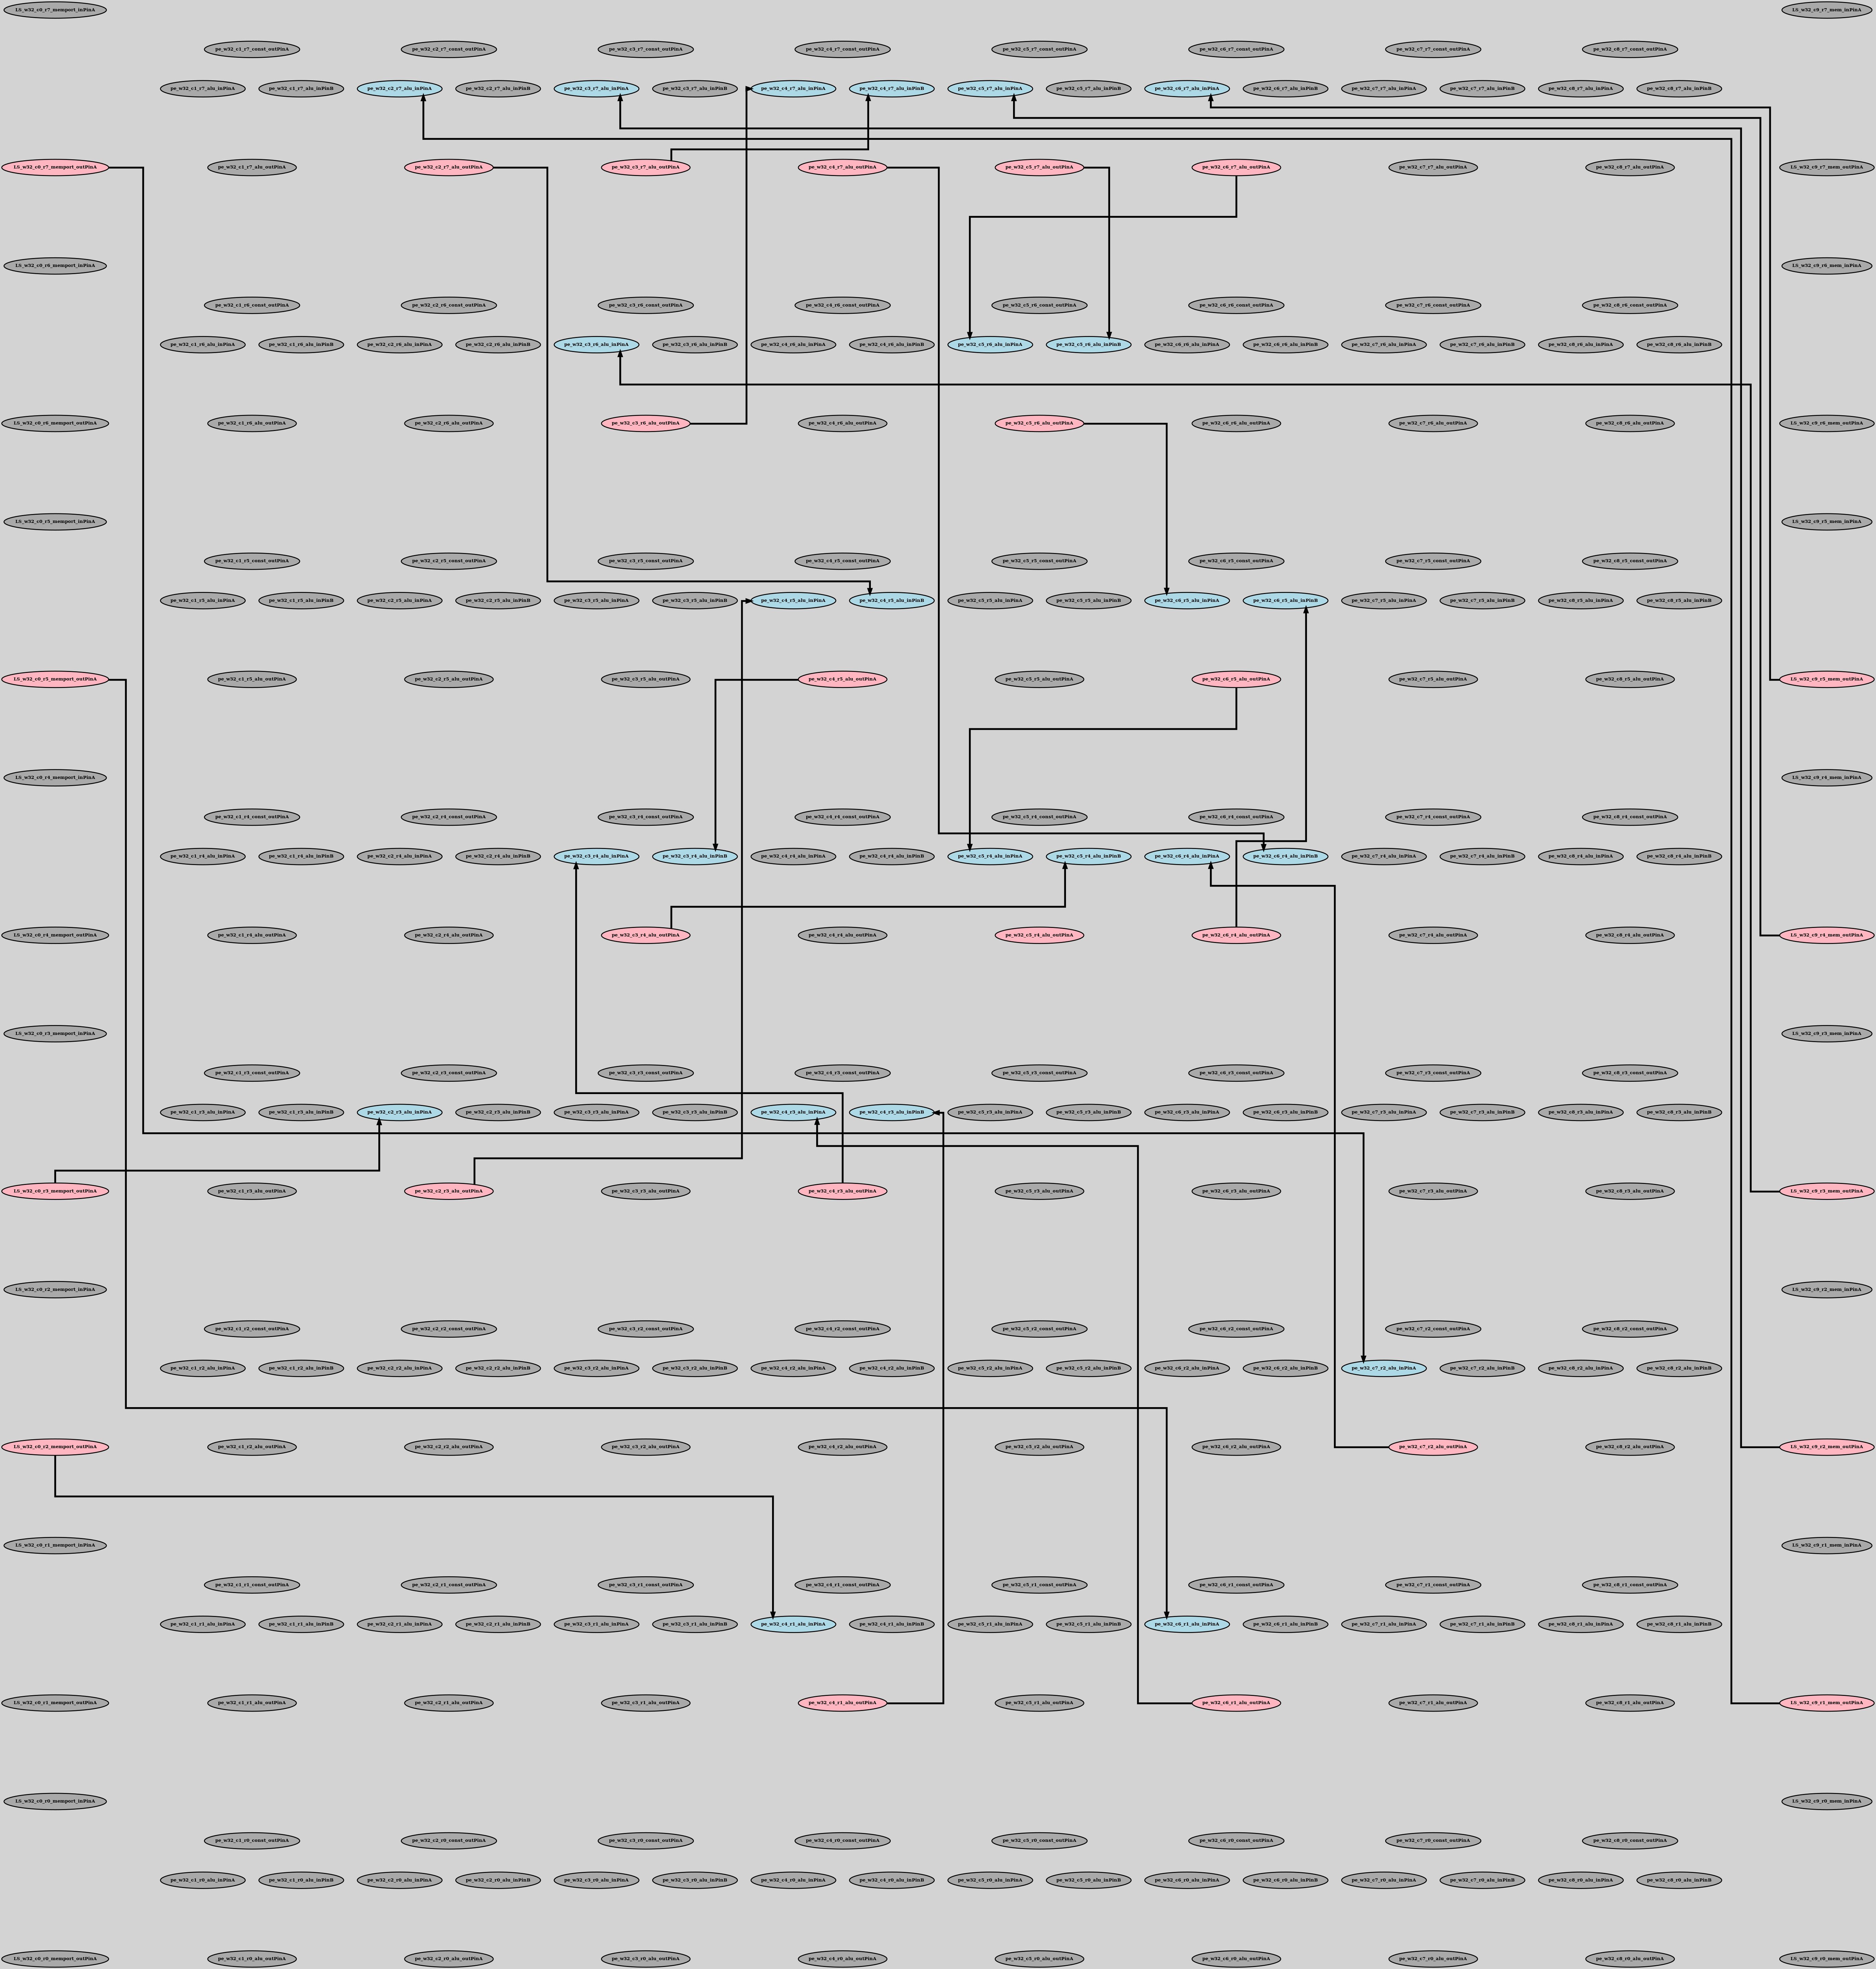 LS_w32_c0_r7_memport_inPinA LS_w32_c9_r7_mem_inPinA
pe_w32_c1_r7_const_outPinA pe_w32_c2_r7_const_outPinA pe_w32_c3_r7_const_outPinA pe_w32_c4_r7_const_outPinA pe_w32_c5_r7_const_outPinA pe_w32_c6_r7_const_outPinA pe_w32_c7_r7_const_outPinA pe_w32_c8_r7_const_outPinA
pe_w32_c1_r7_alu_inPinA pe_w32_c1_r7_alu_inPinB pe_w32_c2_r7_alu_inPinA pe_w32_c2_r7_alu_inPinB pe_w32_c3_r7_alu_inPinA pe_w32_c3_r7_alu_inPinB pe_w32_c4_r7_alu_inPinA pe_w32_c4_r7_alu_inPinB pe_w32_c5_r7_alu_inPinA pe_w32_c5_r7_alu_inPinB pe_w32_c6_r7_alu_inPinA pe_w32_c6_r7_alu_inPinB pe_w32_c7_r7_alu_inPinA pe_w32_c7_r7_alu_inPinB pe_w32_c8_r7_alu_inPinA pe_w32_c8_r7_alu_inPinB
LS_w32_c0_r7_memport_outPinA pe_w32_c1_r7_alu_outPinA pe_w32_c2_r7_alu_outPinA pe_w32_c3_r7_alu_outPinA pe_w32_c4_r7_alu_outPinA pe_w32_c5_r7_alu_outPinA pe_w32_c6_r7_alu_outPinA pe_w32_c7_r7_alu_outPinA pe_w32_c8_r7_alu_outPinA LS_w32_c9_r7_mem_outPinA
LS_w32_c0_r6_memport_inPinA LS_w32_c9_r6_mem_inPinA
pe_w32_c1_r6_const_outPinA pe_w32_c2_r6_const_outPinA pe_w32_c3_r6_const_outPinA pe_w32_c4_r6_const_outPinA pe_w32_c5_r6_const_outPinA pe_w32_c6_r6_const_outPinA pe_w32_c7_r6_const_outPinA pe_w32_c8_r6_const_outPinA
pe_w32_c1_r6_alu_inPinA pe_w32_c1_r6_alu_inPinB pe_w32_c2_r6_alu_inPinA pe_w32_c2_r6_alu_inPinB pe_w32_c3_r6_alu_inPinA pe_w32_c3_r6_alu_inPinB pe_w32_c4_r6_alu_inPinA pe_w32_c4_r6_alu_inPinB pe_w32_c5_r6_alu_inPinA pe_w32_c5_r6_alu_inPinB pe_w32_c6_r6_alu_inPinA pe_w32_c6_r6_alu_inPinB pe_w32_c7_r6_alu_inPinA pe_w32_c7_r6_alu_inPinB pe_w32_c8_r6_alu_inPinA pe_w32_c8_r6_alu_inPinB
LS_w32_c0_r6_memport_outPinA pe_w32_c1_r6_alu_outPinA pe_w32_c2_r6_alu_outPinA pe_w32_c3_r6_alu_outPinA pe_w32_c4_r6_alu_outPinA pe_w32_c5_r6_alu_outPinA pe_w32_c6_r6_alu_outPinA pe_w32_c7_r6_alu_outPinA pe_w32_c8_r6_alu_outPinA LS_w32_c9_r6_mem_outPinA
LS_w32_c0_r5_memport_inPinA LS_w32_c9_r5_mem_inPinA
pe_w32_c1_r5_const_outPinA pe_w32_c2_r5_const_outPinA pe_w32_c3_r5_const_outPinA pe_w32_c4_r5_const_outPinA pe_w32_c5_r5_const_outPinA pe_w32_c6_r5_const_outPinA pe_w32_c7_r5_const_outPinA pe_w32_c8_r5_const_outPinA
pe_w32_c1_r5_alu_inPinA pe_w32_c1_r5_alu_inPinB pe_w32_c2_r5_alu_inPinA pe_w32_c2_r5_alu_inPinB pe_w32_c3_r5_alu_inPinA pe_w32_c3_r5_alu_inPinB pe_w32_c4_r5_alu_inPinA pe_w32_c4_r5_alu_inPinB pe_w32_c5_r5_alu_inPinA pe_w32_c5_r5_alu_inPinB pe_w32_c6_r5_alu_inPinA pe_w32_c6_r5_alu_inPinB pe_w32_c7_r5_alu_inPinA pe_w32_c7_r5_alu_inPinB pe_w32_c8_r5_alu_inPinA pe_w32_c8_r5_alu_inPinB
LS_w32_c0_r5_memport_outPinA pe_w32_c1_r5_alu_outPinA pe_w32_c2_r5_alu_outPinA pe_w32_c3_r5_alu_outPinA pe_w32_c4_r5_alu_outPinA pe_w32_c5_r5_alu_outPinA pe_w32_c6_r5_alu_outPinA pe_w32_c7_r5_alu_outPinA pe_w32_c8_r5_alu_outPinA LS_w32_c9_r5_mem_outPinA
LS_w32_c0_r4_memport_inPinA LS_w32_c9_r4_mem_inPinA
pe_w32_c1_r4_const_outPinA pe_w32_c2_r4_const_outPinA pe_w32_c3_r4_const_outPinA pe_w32_c4_r4_const_outPinA pe_w32_c5_r4_const_outPinA pe_w32_c6_r4_const_outPinA pe_w32_c7_r4_const_outPinA pe_w32_c8_r4_const_outPinA
pe_w32_c1_r4_alu_inPinA pe_w32_c1_r4_alu_inPinB pe_w32_c2_r4_alu_inPinA pe_w32_c2_r4_alu_inPinB pe_w32_c3_r4_alu_inPinA pe_w32_c3_r4_alu_inPinB pe_w32_c4_r4_alu_inPinA pe_w32_c4_r4_alu_inPinB pe_w32_c5_r4_alu_inPinA pe_w32_c5_r4_alu_inPinB pe_w32_c6_r4_alu_inPinA pe_w32_c6_r4_alu_inPinB pe_w32_c7_r4_alu_inPinA pe_w32_c7_r4_alu_inPinB pe_w32_c8_r4_alu_inPinA pe_w32_c8_r4_alu_inPinB
LS_w32_c0_r4_memport_outPinA pe_w32_c1_r4_alu_outPinA pe_w32_c2_r4_alu_outPinA pe_w32_c3_r4_alu_outPinA pe_w32_c4_r4_alu_outPinA pe_w32_c5_r4_alu_outPinA pe_w32_c6_r4_alu_outPinA pe_w32_c7_r4_alu_outPinA pe_w32_c8_r4_alu_outPinA LS_w32_c9_r4_mem_outPinA
LS_w32_c0_r3_memport_inPinA LS_w32_c9_r3_mem_inPinA
pe_w32_c1_r3_const_outPinA pe_w32_c2_r3_const_outPinA pe_w32_c3_r3_const_outPinA pe_w32_c4_r3_const_outPinA pe_w32_c5_r3_const_outPinA pe_w32_c6_r3_const_outPinA pe_w32_c7_r3_const_outPinA pe_w32_c8_r3_const_outPinA
pe_w32_c1_r3_alu_inPinA pe_w32_c1_r3_alu_inPinB pe_w32_c2_r3_alu_inPinA pe_w32_c2_r3_alu_inPinB pe_w32_c3_r3_alu_inPinA pe_w32_c3_r3_alu_inPinB pe_w32_c4_r3_alu_inPinA pe_w32_c4_r3_alu_inPinB pe_w32_c5_r3_alu_inPinA pe_w32_c5_r3_alu_inPinB pe_w32_c6_r3_alu_inPinA pe_w32_c6_r3_alu_inPinB pe_w32_c7_r3_alu_inPinA pe_w32_c7_r3_alu_inPinB pe_w32_c8_r3_alu_inPinA pe_w32_c8_r3_alu_inPinB
LS_w32_c0_r3_memport_outPinA pe_w32_c1_r3_alu_outPinA pe_w32_c2_r3_alu_outPinA pe_w32_c3_r3_alu_outPinA pe_w32_c4_r3_alu_outPinA pe_w32_c5_r3_alu_outPinA pe_w32_c6_r3_alu_outPinA pe_w32_c7_r3_alu_outPinA pe_w32_c8_r3_alu_outPinA LS_w32_c9_r3_mem_outPinA
LS_w32_c0_r2_memport_inPinA LS_w32_c9_r2_mem_inPinA
pe_w32_c1_r2_const_outPinA pe_w32_c2_r2_const_outPinA pe_w32_c3_r2_const_outPinA pe_w32_c4_r2_const_outPinA pe_w32_c5_r2_const_outPinA pe_w32_c6_r2_const_outPinA pe_w32_c7_r2_const_outPinA pe_w32_c8_r2_const_outPinA
pe_w32_c1_r2_alu_inPinA pe_w32_c1_r2_alu_inPinB pe_w32_c2_r2_alu_inPinA pe_w32_c2_r2_alu_inPinB pe_w32_c3_r2_alu_inPinA pe_w32_c3_r2_alu_inPinB pe_w32_c4_r2_alu_inPinA pe_w32_c4_r2_alu_inPinB pe_w32_c5_r2_alu_inPinA pe_w32_c5_r2_alu_inPinB pe_w32_c6_r2_alu_inPinA pe_w32_c6_r2_alu_inPinB pe_w32_c7_r2_alu_inPinA pe_w32_c7_r2_alu_inPinB pe_w32_c8_r2_alu_inPinA pe_w32_c8_r2_alu_inPinB
LS_w32_c0_r2_memport_outPinA pe_w32_c1_r2_alu_outPinA pe_w32_c2_r2_alu_outPinA pe_w32_c3_r2_alu_outPinA pe_w32_c4_r2_alu_outPinA pe_w32_c5_r2_alu_outPinA pe_w32_c6_r2_alu_outPinA pe_w32_c7_r2_alu_outPinA pe_w32_c8_r2_alu_outPinA LS_w32_c9_r2_mem_outPinA
LS_w32_c0_r1_memport_inPinA LS_w32_c9_r1_mem_inPinA
pe_w32_c1_r1_const_outPinA pe_w32_c2_r1_const_outPinA pe_w32_c3_r1_const_outPinA pe_w32_c4_r1_const_outPinA pe_w32_c5_r1_const_outPinA pe_w32_c6_r1_const_outPinA pe_w32_c7_r1_const_outPinA pe_w32_c8_r1_const_outPinA
pe_w32_c1_r1_alu_inPinA pe_w32_c1_r1_alu_inPinB pe_w32_c2_r1_alu_inPinA pe_w32_c2_r1_alu_inPinB pe_w32_c3_r1_alu_inPinA pe_w32_c3_r1_alu_inPinB pe_w32_c4_r1_alu_inPinA pe_w32_c4_r1_alu_inPinB pe_w32_c5_r1_alu_inPinA pe_w32_c5_r1_alu_inPinB pe_w32_c6_r1_alu_inPinA pe_w32_c6_r1_alu_inPinB pe_w32_c7_r1_alu_inPinA pe_w32_c7_r1_alu_inPinB pe_w32_c8_r1_alu_inPinA pe_w32_c8_r1_alu_inPinB
LS_w32_c0_r1_memport_outPinA pe_w32_c1_r1_alu_outPinA pe_w32_c2_r1_alu_outPinA pe_w32_c3_r1_alu_outPinA pe_w32_c4_r1_alu_outPinA pe_w32_c5_r1_alu_outPinA pe_w32_c6_r1_alu_outPinA pe_w32_c7_r1_alu_outPinA pe_w32_c8_r1_alu_outPinA LS_w32_c9_r1_mem_outPinA
LS_w32_c0_r0_memport_inPinA LS_w32_c9_r0_mem_inPinA
pe_w32_c1_r0_const_outPinA pe_w32_c2_r0_const_outPinA pe_w32_c3_r0_const_outPinA pe_w32_c4_r0_const_outPinA pe_w32_c5_r0_const_outPinA pe_w32_c6_r0_const_outPinA pe_w32_c7_r0_const_outPinA pe_w32_c8_r0_const_outPinA
pe_w32_c1_r0_alu_inPinA pe_w32_c1_r0_alu_inPinB pe_w32_c2_r0_alu_inPinA pe_w32_c2_r0_alu_inPinB pe_w32_c3_r0_alu_inPinA pe_w32_c3_r0_alu_inPinB pe_w32_c4_r0_alu_inPinA pe_w32_c4_r0_alu_inPinB pe_w32_c5_r0_alu_inPinA pe_w32_c5_r0_alu_inPinB pe_w32_c6_r0_alu_inPinA pe_w32_c6_r0_alu_inPinB pe_w32_c7_r0_alu_inPinA pe_w32_c7_r0_alu_inPinB pe_w32_c8_r0_alu_inPinA pe_w32_c8_r0_alu_inPinB
LS_w32_c0_r0_memport_outPinA pe_w32_c1_r0_alu_outPinA pe_w32_c2_r0_alu_outPinA pe_w32_c3_r0_alu_outPinA pe_w32_c4_r0_alu_outPinA pe_w32_c5_r0_alu_outPinA pe_w32_c6_r0_alu_outPinA pe_w32_c7_r0_alu_outPinA pe_w32_c8_r0_alu_outPinA LS_w32_c9_r0_mem_outPinA